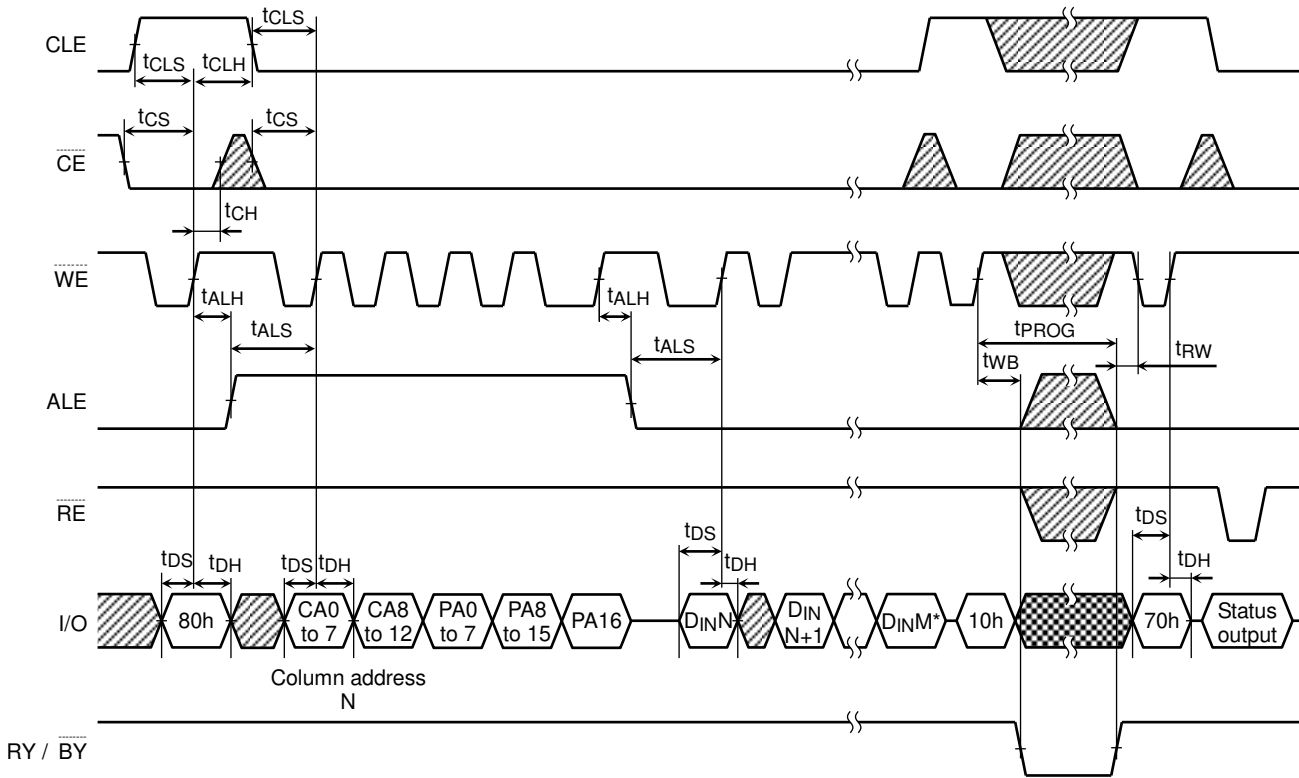 tCLS
CLE
tCLS tCLH
tCS tCS
CE
tCH
WE
tALH tALH
tALS tALS
tPROG
tWB tRW
ALE
RE
tDS tDH tDS tDH tDS tDH tDS tDH
I/O
80h
CA0
to 7
CA8
to 12
PA0
to 7
PA8
to 15
PA16
DINN
DIN
N+1
DINM*
10h
70h
Status
output
Column address
N
RY / BY